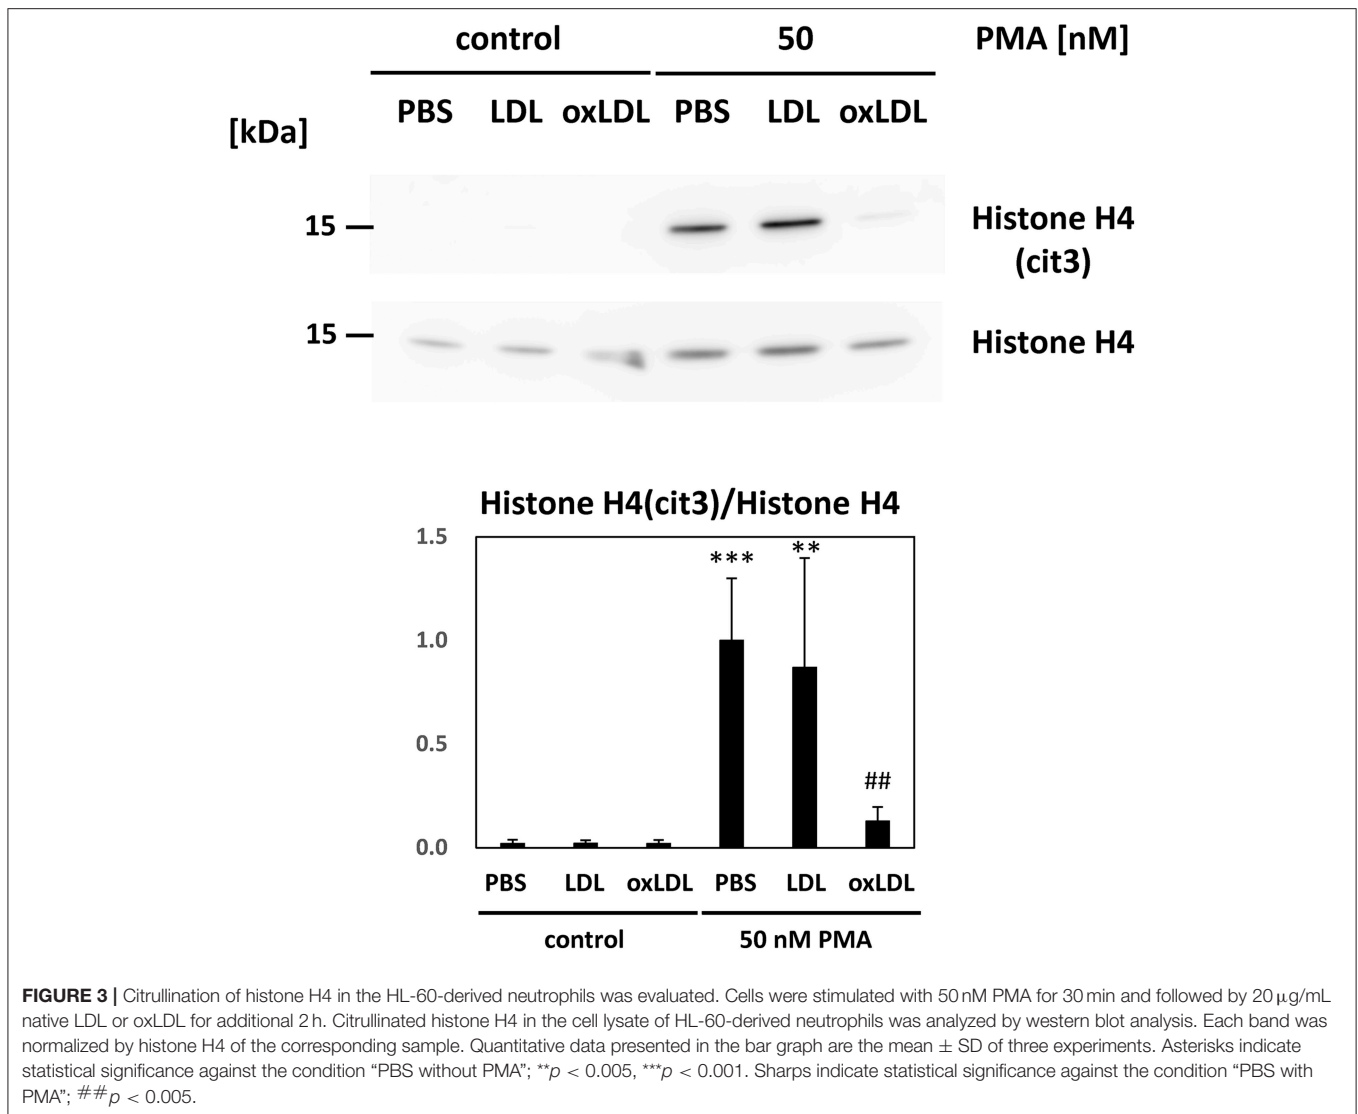 control 50 PMA [nM]
PBS LDL oxLDL PBS LDL oxLDL
[kDa]
15 Histone H4
(cit3)
15 Histone H4
Histone H4(cit3)/Histone H4
1.5
*** **
1.0
0.5
##
0.0
PBS LDL oxLDL PBS LDL oxLDL
control 50 nM PMA
FIGURE 3 | Citrullination of histone H4 in the HL-60-derived neutrophils was evaluated. Cells were stimulated with 50 nM PMA for 30 min and followed by 20 μg/mL
native LDL or oxLDL for additional 2 h. Citrullinated histone H4 in the cell lysate of HL-60-derived neutrophils was analyzed by western blot analysis. Each band was
normalized by histone H4 of the corresponding sample. Quantitative data presented in the bar graph are the mean ± SD of three experiments. Asterisks indicate
statistical significance against the condition “PBS without PMA”; **p < 0.005, ***p < 0.001. Sharps indicate statistical significance against the condition “PBS with
PMA”; ##p < 0.005.